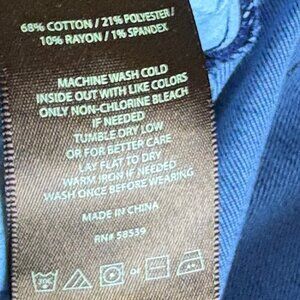 68% COTTON / 21% POLYESTER /
10% RAYON / 1% SPANDEX
MACHINE WASH COLD
INSIDE OUT WITH LIKE COLORS
ONLY NON-CHLORINE BLEACH
IF NEEDED
TUMBLE DRY LOW
OR FOR BETTER CARE
LAY FLAT TO DRY
WARM IRON IF NEEDED
WASH ONCE BEFORE WEARING
MADE IN CHINA
RN# 58539
30C
or